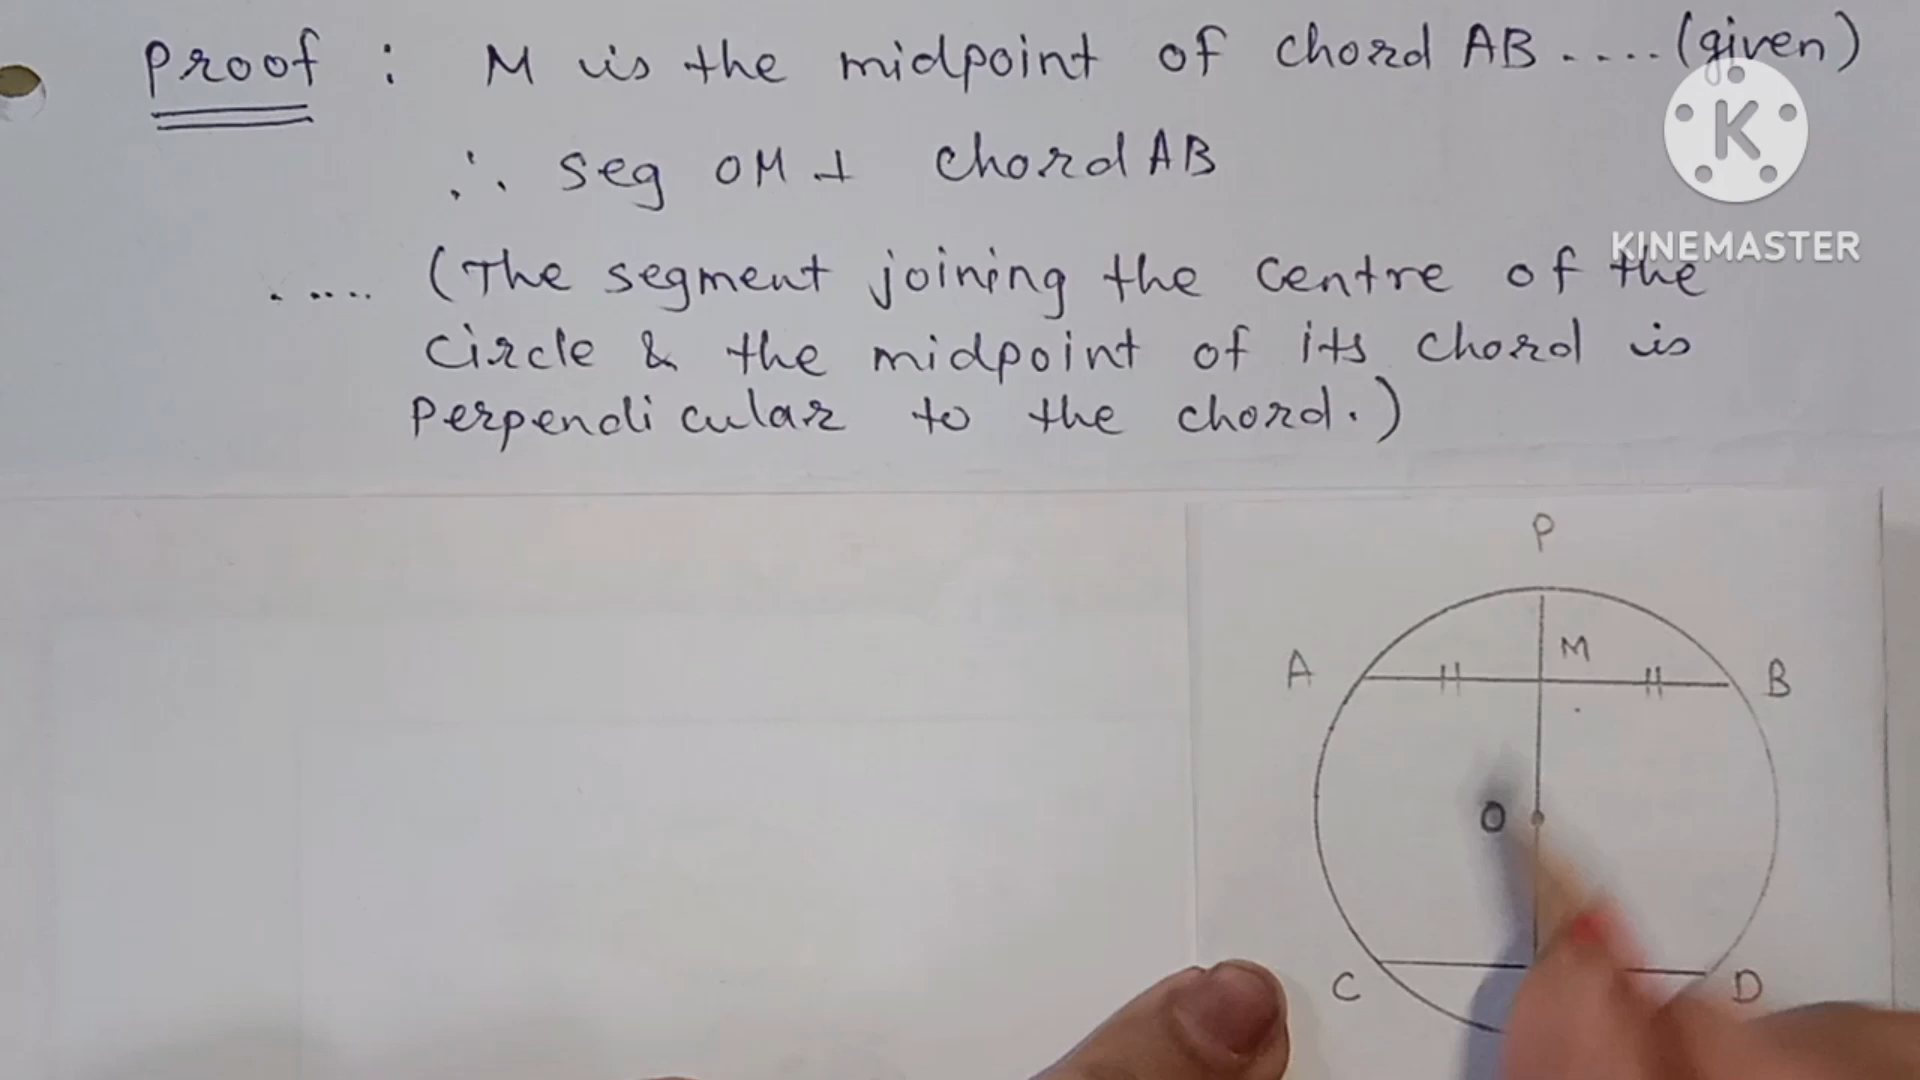 Proof : M is the midpoint of chord AB .... (given)
∴ seg OM ⊥ chord AB
..... (The segment joining the centre of the
circle & the midpoint of its chord is
perpendicular to the chord.)
K
KINEMASTER
P
M
A
B
O
C
D